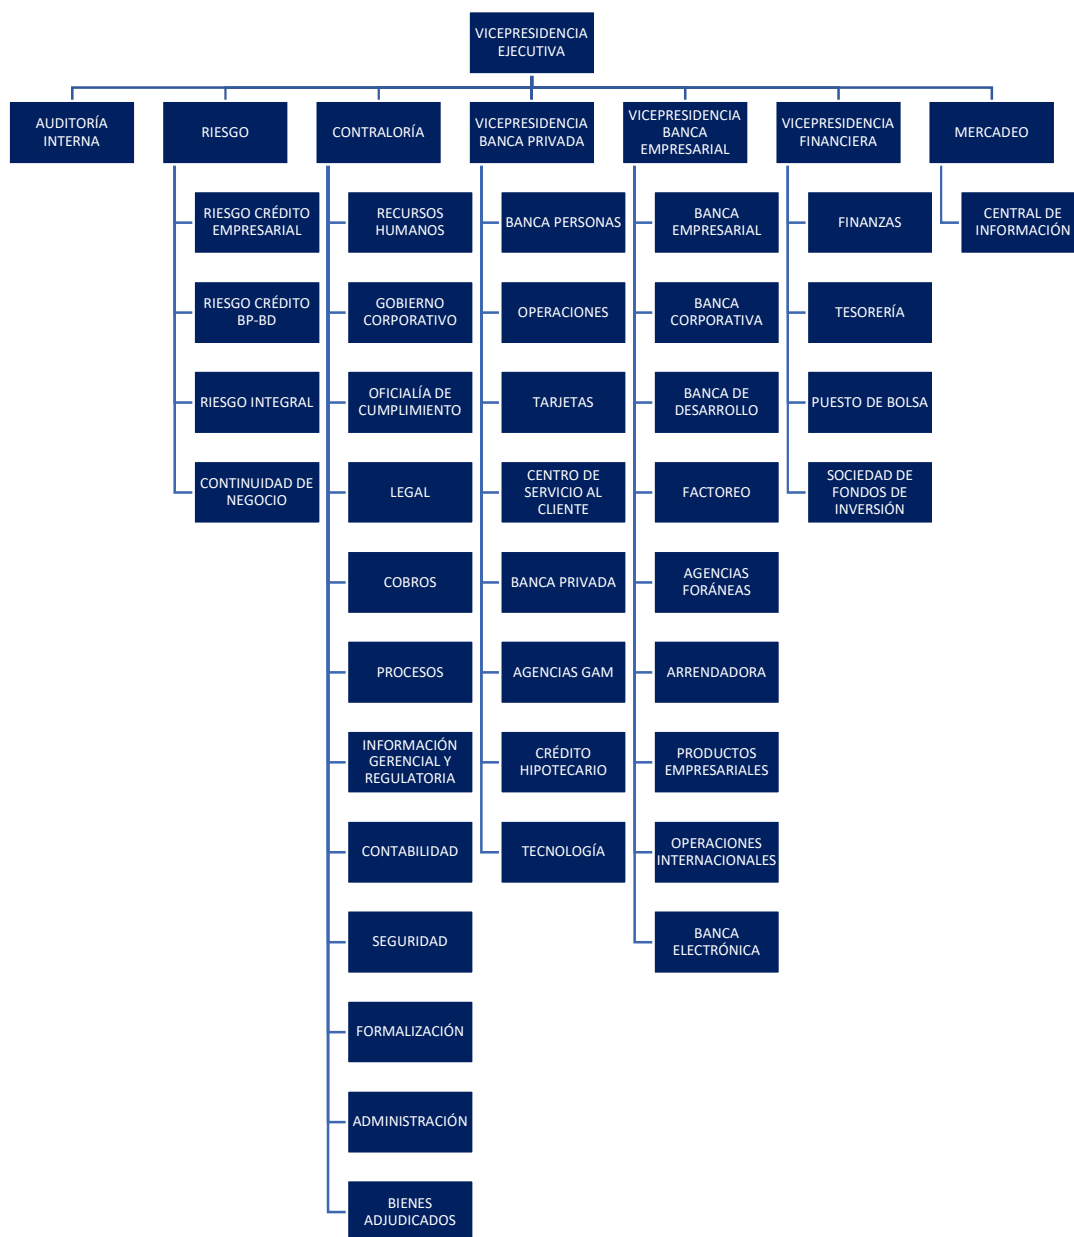 VICEPRESIDENCIA
EJECUTIVA
AUDITORÍA
INTERNA
RIESGO
CONTRALORÍA
VICEPRESIDENCIA
BANCA PRIVADA
VICEPRESIDENCIA
BANCA
EMPRESARIAL
VICEPRESIDENCIA
FINANCIERA
MERCADEO
RIESGO CRÉDITO
EMPRESARIAL
RIESGO CRÉDITO
BP-BD
RIESGO INTEGRAL
CONTINUIDAD DE
NEGOCIO
RECURSOS
HUMANOS
GOBIERNO
CORPORATIVO
OFICIALÍA DE
CUMPLIMIENTO
LEGAL
COBROS
PROCESOS
INFORMACIÓN
GERENCIAL Y
REGULATORIA
CONTABILIDAD
SEGURIDAD
FORMALIZACIÓN
ADMINISTRACIÓN
BIENES
ADJUDICADOS
BANCA PERSONAS
OPERACIONES
TARJETAS
CENTRO DE
SERVICIO AL
CLIENTE
BANCA PRIVADA
AGENCIAS GAM
CRÉDITO
HIPOTECARIO
TECNOLOGÍA
BANCA
EMPRESARIAL
BANCA
CORPORATIVA
BANCA DE
DESARROLLO
FACTOREO
AGENCIAS
FORÁNEAS
ARRENDADORA
PRODUCTOS
EMPRESARIALES
OPERACIONES
INTERNACIONALES
BANCA
ELECTRÓNICA
FINANZAS
TESORERÍA
PUESTO DE BOLSA
SOCIEDAD DE
FONDOS DE
INVERSIÓN
CENTRAL DE
INFORMACIÓN